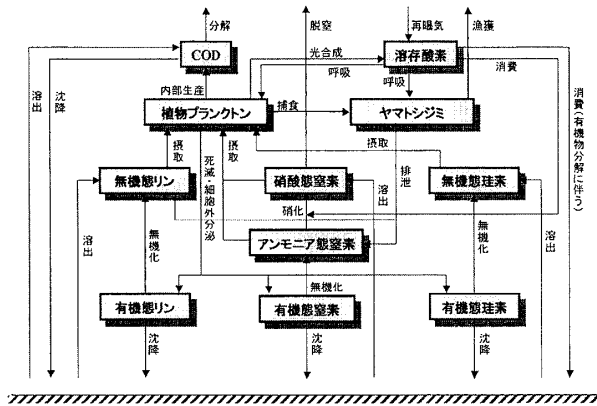 分解
脱窒
再曝気
漁獲
COD
光合成
溶存酸素
呼吸
呼吸
消費
溶出
沈降
内部生産
植物プランクトン
捕食
ヤマトシジミ
消費(有機物分解に伴う)
摂取
摂取
摂取
死滅・細胞外分泌
排泄
無機態リン
硝酸態窒素
無機態珪素
硝化
溶出
溶出
溶出
アンモニア態窒素
無機化
無機化
無機化
有機態リン
有機態窒素
有機態珪素
沈降
沈降
沈降